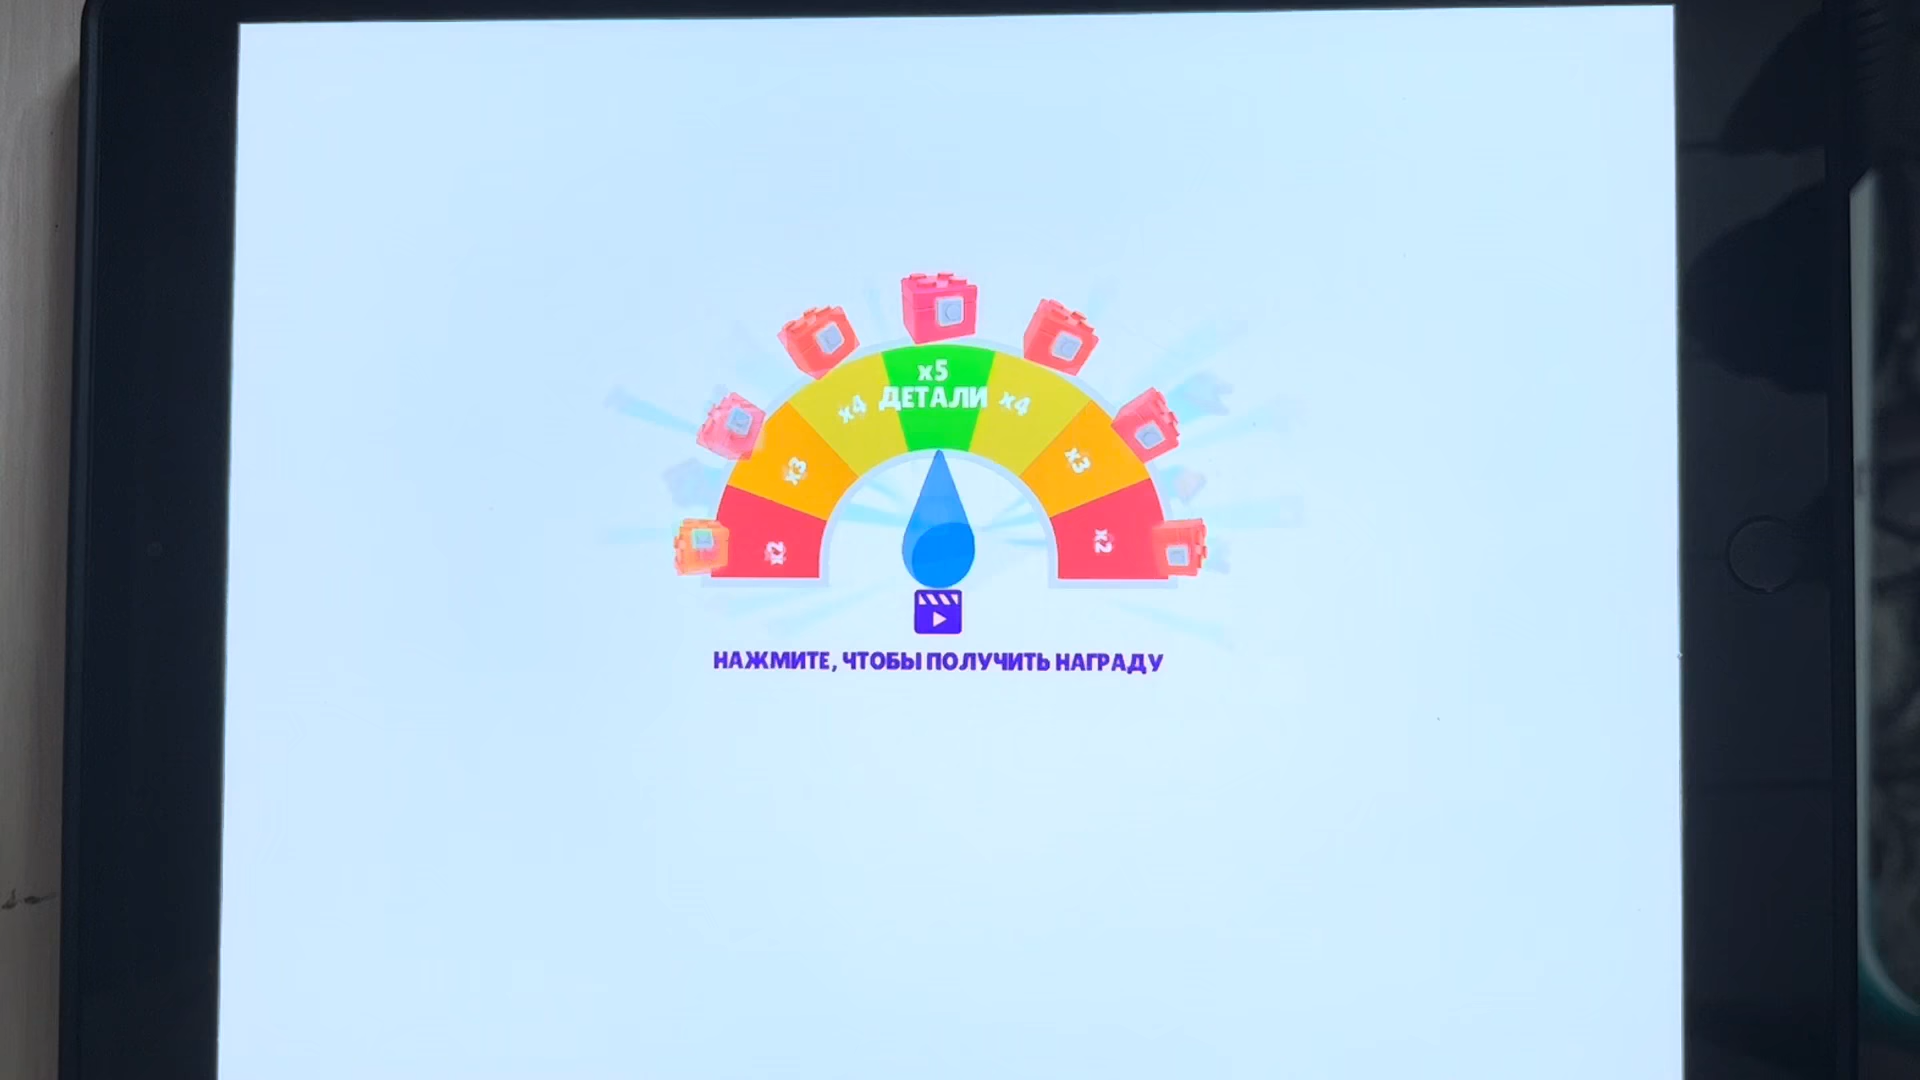 x5
x4 ДЕТАЛИ x4
x3 x3
x2 x2
НАЖМИТЕ, ЧТОБЫ ПОЛУЧИТЬ НАГРАДУ